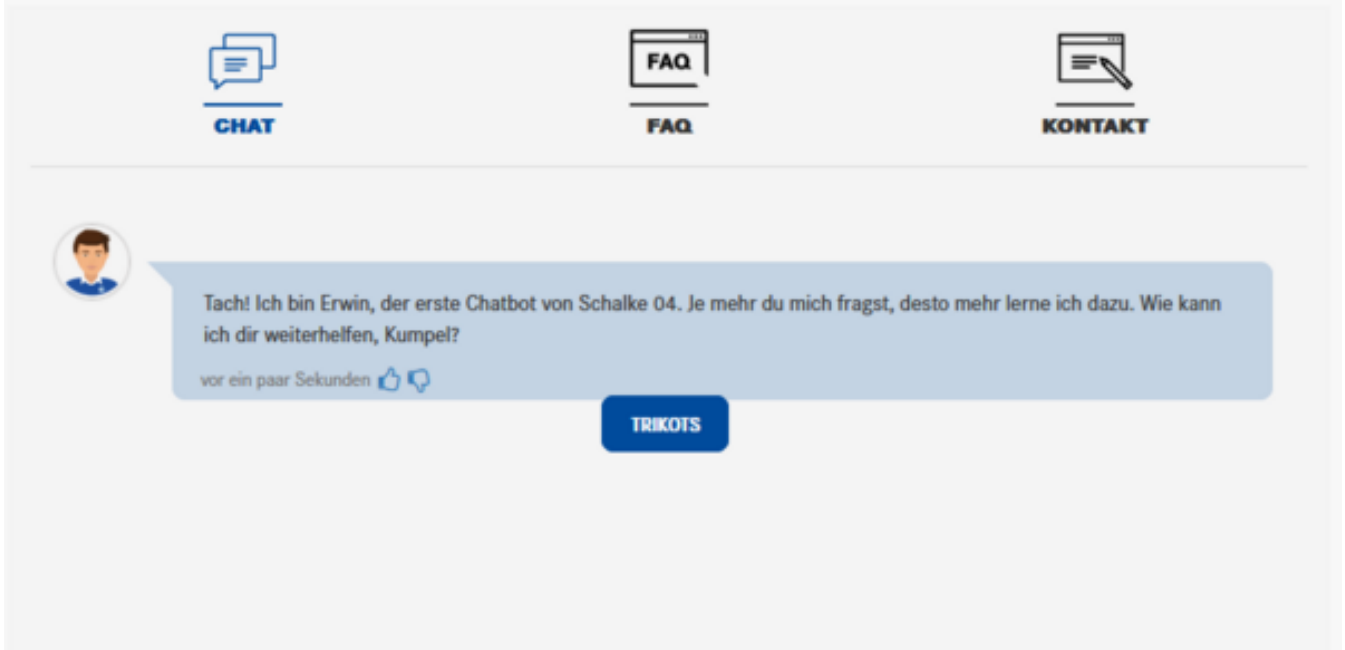 FAQ
CHAT
FAQ
KONTAKT
Tach! Ich bin Erwin, der erste Chatbot von Schalke 04. Je mehr du mich fragst, desto mehr lerne ich dazu. Wie kann
ich dir weiterhelfen, Kumpel?
vor ein paar Sekunden
TRIKOTS